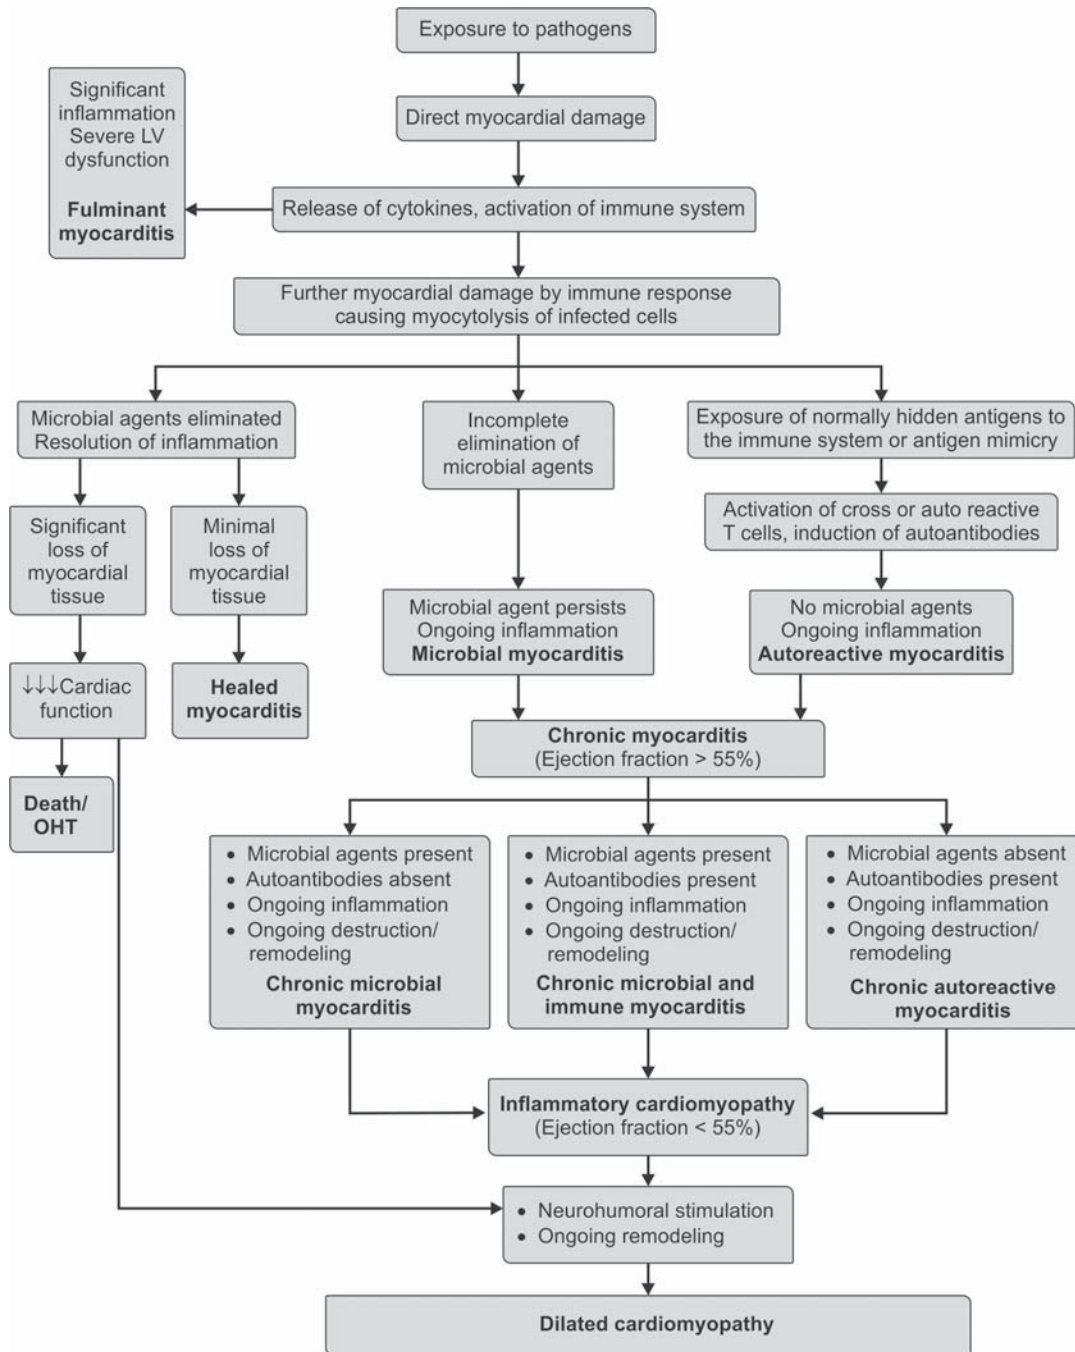 Exposure to pathogens
Significant
inflammation
Severe LV
dysfunction
Fulminant
myocarditis
Direct myocardial damage
Release of cytokines, activation of immune system
Further myocardial damage by immune response
causing myocytolysis of infected cells
Microbial agents eliminated
Resolution of inflammation
Incomplete
elimination of
microbial agents
Exposure of normally hidden antigens to
the immune system or antigen mimicry
Significant
loss of
myocardial
tissue
Minimal
loss of
myocardial
tissue
Activation of cross or auto reactive
T cells, induction of autoantibodies
Microbial agent persists
Ongoing inflammation
Microbial myocarditis
No microbial agents
Ongoing inflammation
Autoreactive myocarditis
↓↓↓Cardiac
function
Healed
myocarditis
Chronic myocarditis
(Ejection fraction > 55%)
Death/
OHT
• Microbial agents present
• Autoantibodies absent
• Ongoing inflammation
• Ongoing destruction/
remodeling
Chronic microbial
myocarditis
• Microbial agents present
• Autoantibodies present
• Ongoing inflammation
• Ongoing destruction/
remodeling
Chronic microbial and
immune myocarditis
• Microbial agents absent
• Autoantibodies present
• Ongoing inflammation
• Ongoing destruction/
remodeling
Chronic autoreactive
myocarditis
Inflammatory cardiomyopathy
(Ejection fraction < 55%)
• Neurohumoral stimulation
• Ongoing remodeling
Dilated cardiomyopathy